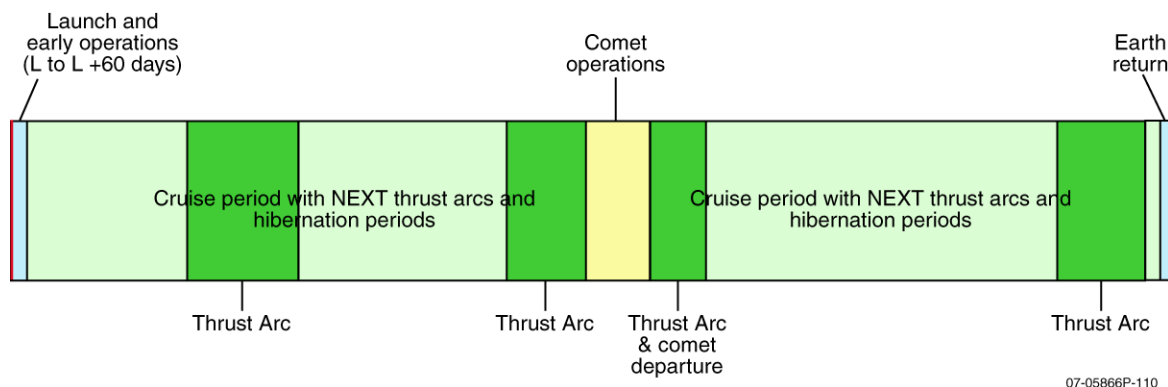 Launch and
early operations
(L to L +60 days)
Comet
operations
Earth
return
Cruise period with NEXT thrust arcs and
hibernation periods
Cruise period with NEXT thrust arcs and
hibernation periods
Thrust Arc
Thrust Arc
Thrust Arc
& comet
departure
Thrust Arc
07-05866P-110